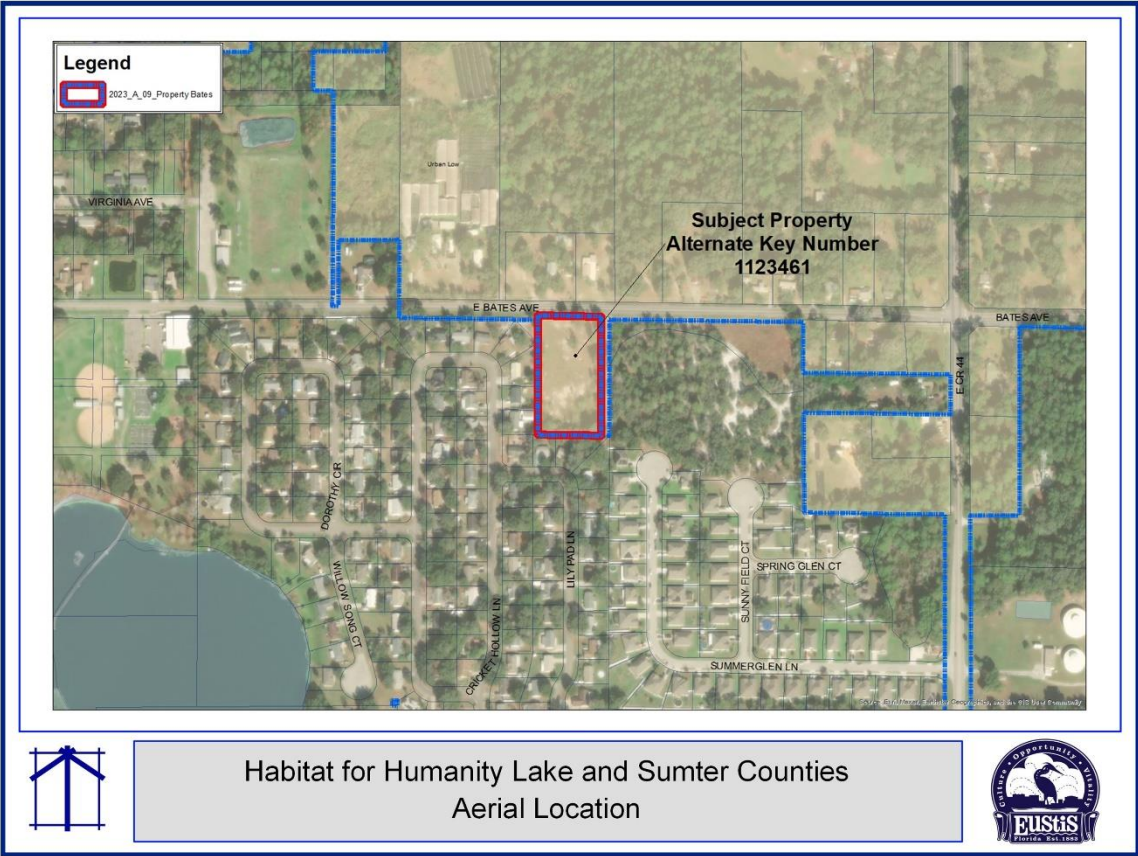 Legend
2023_A_09_Property Bates
Urban Low
VIRGINIA AVE
Subject Property
Alternate Key Number
1123461
E BATES AVE
BATES AVE
E CR 44
DOROTHY CIR
WILLOW SONG CT
CRICKET HOLLOW LN
LILY PAD LN
SUNNY FIELD CT
SPRING GLEN CT
SUMMERGLEN LN
Habitat for Humanity Lake and Sumter Counties
Aerial Location
Culture • Opportunity • Vitality
EUSTIS
Florida Est. 1883